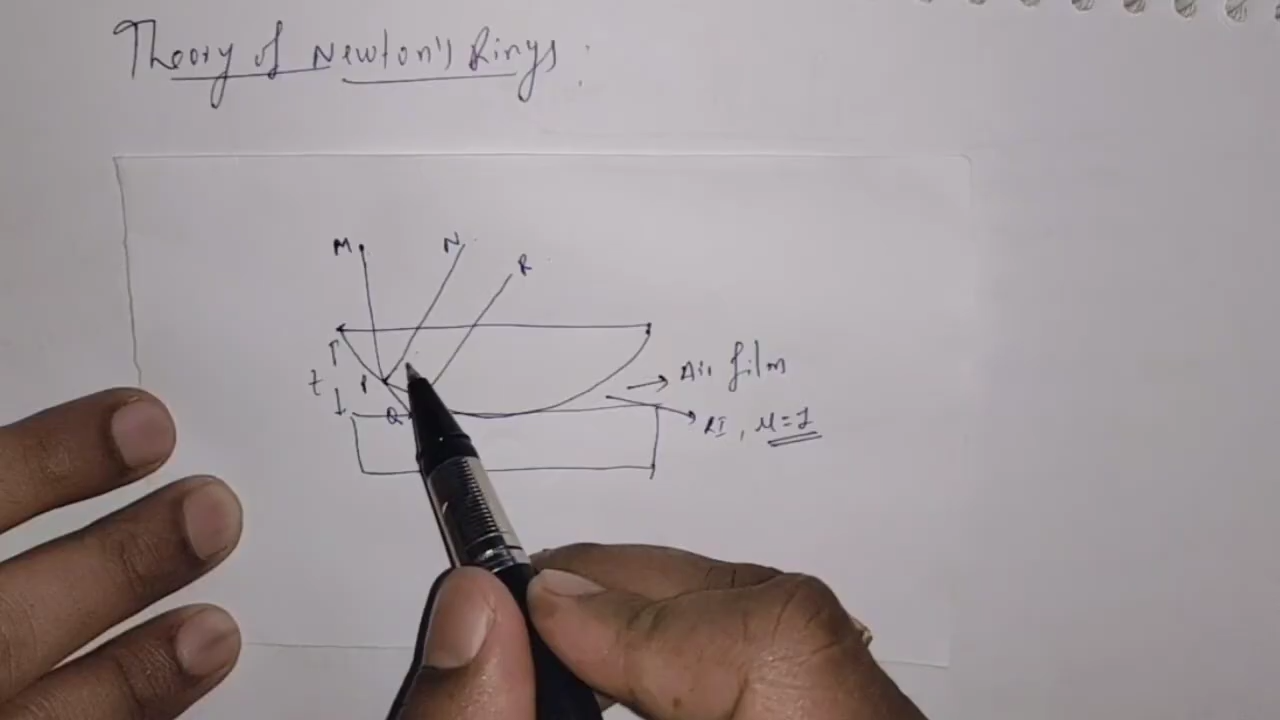 Theory of Newton's Rings :
M N R
Air film
t P
Q RI, μ = 1